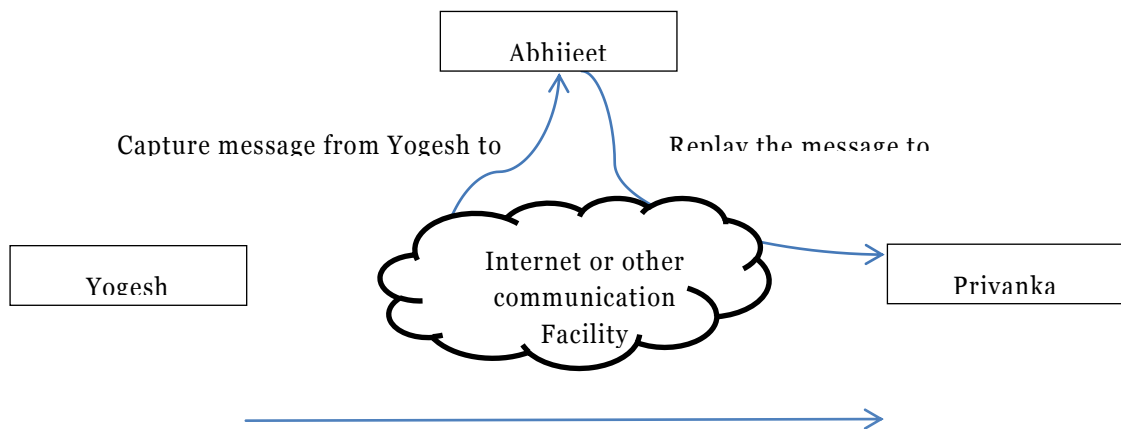 Abhijeet
Capture message from Yogesh to
Replay the message to
Yogesh
Internet or other
communication
Facility
Priyanka